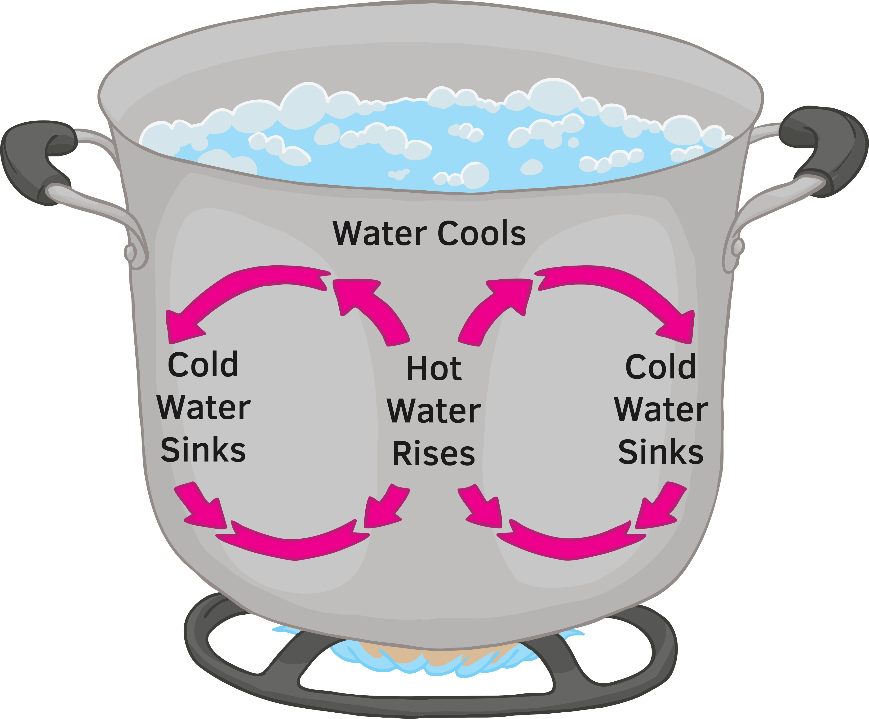 Water Cools
Cold
Water
Sinks
Hot
Water
Rises
Cold
Water
Sinks